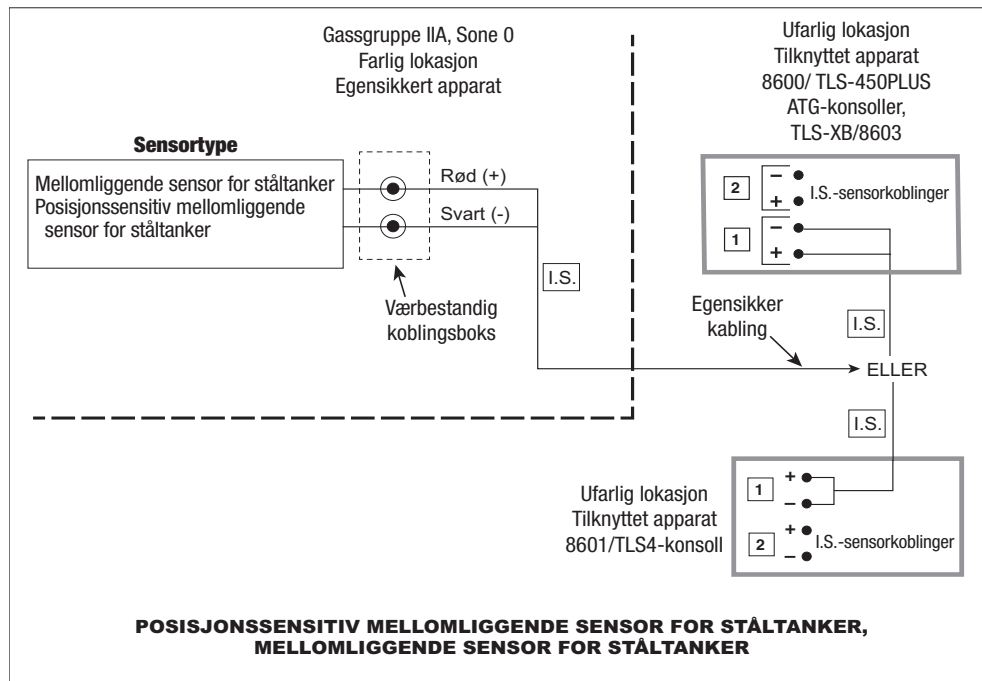 Gassgruppe IIA, Sone 0
Farlig lokasjon
Egensikkert apparat
Ufarlig lokasjon
Tilknyttet apparat
8600/ TLS-450PLUS
ATG-konsoller,
TLS-XB/8603
Sensortype
Mellomliggende sensor for ståltanker
Posisjonssensitiv mellomliggende
sensor for ståltanker
Rød (+)
Svart (-)
I.S.
Værbestandig
koblingsboks
2
–
+
I.S.-sensorkoblinger
1
–
+
Egensikker
kabling
I.S.
ELLER
I.S.
Ufarlig lokasjon
Tilknyttet apparat
8601/TLS4-konsoll
1
+
–
2
+
–
I.S.-sensorkoblinger
POSISJONSSENSITIV MELLOMLIGGENDE SENSOR FOR STÅLTANKER,
MELLOMLIGGENDE SENSOR FOR STÅLTANKER